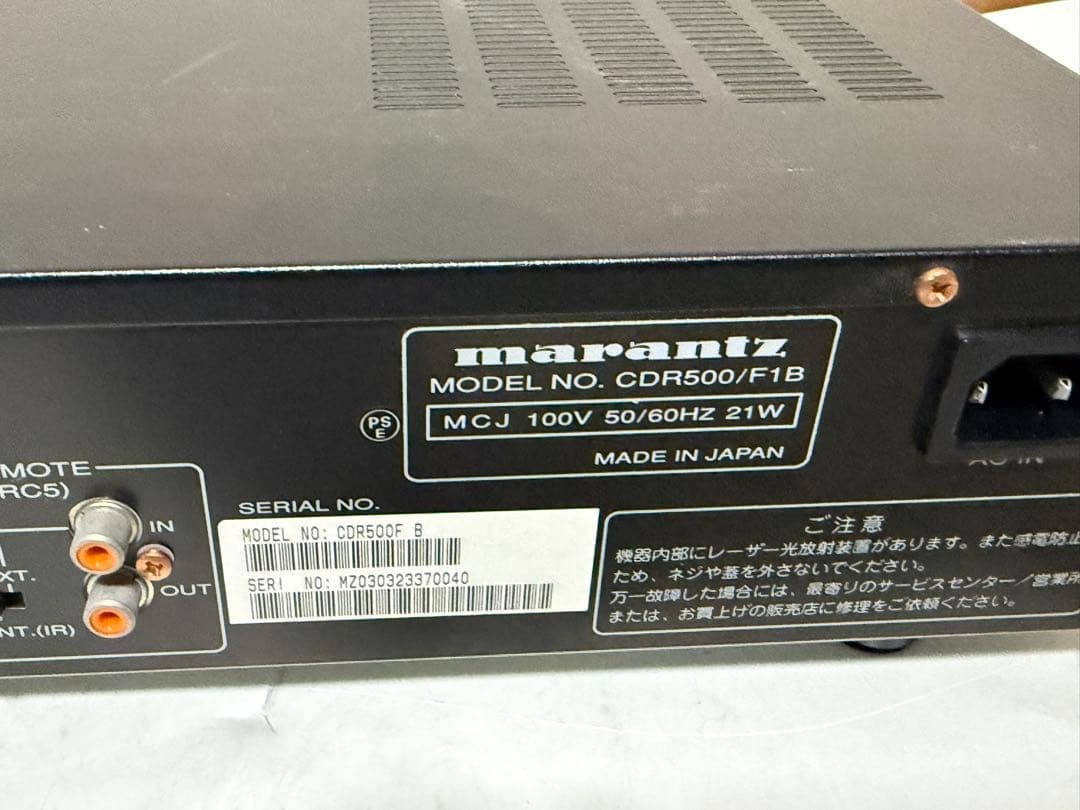 marantz
MODEL NO. CDR500/F1B
MCJ 100V 50/60HZ 21W
MADE IN JAPAN
PS
E
AC IN
MOTE
RC5)
IN
OUT
XT.
NT.(IR)
SERIAL NO.
MODEL NO: CDR500F B
SERI NO: MZ030323370040
ご注意
機器内部にレーザー光放射装置があります。また感電防止
ため、ネジや蓋を外さないでください。
万一故障した場合には、最寄りのサービスセンター／営業所
または、お買上げの販売店に修理をご依頼ください。